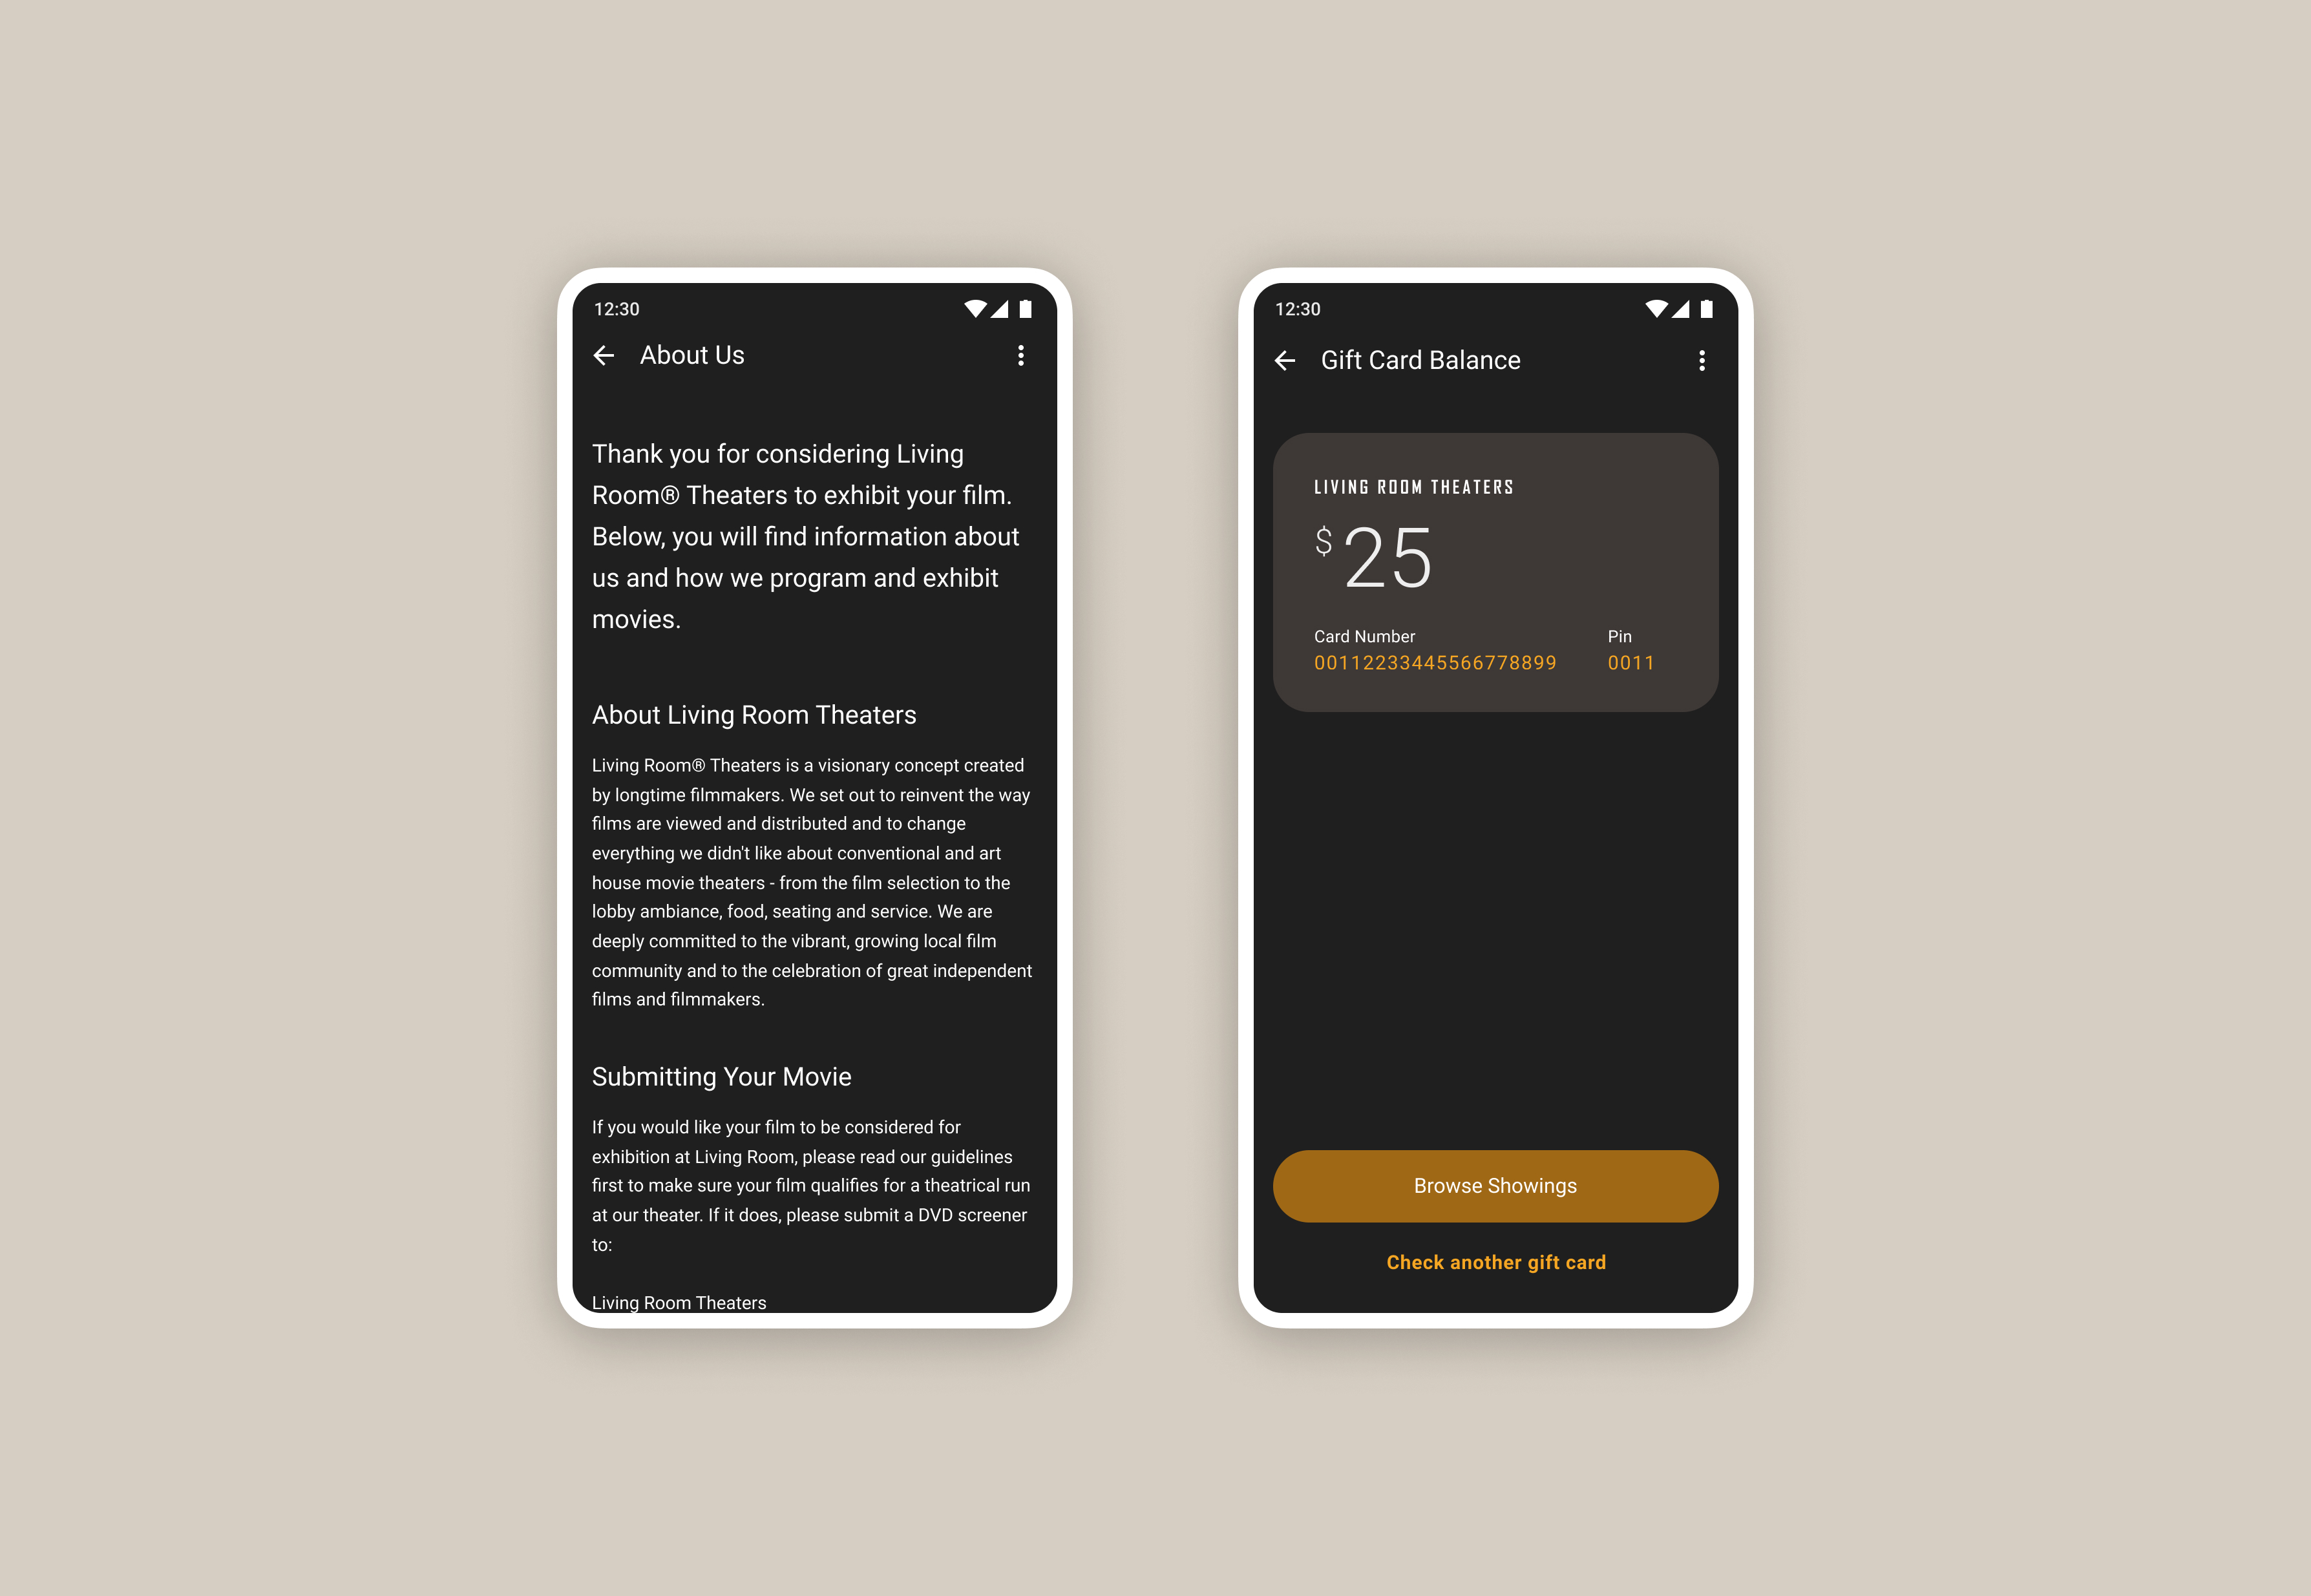 12:30
About Us
Thank you for considering Living
Room® Theaters to exhibit your film.
Below, you will find information about
us and how we program and exhibit
movies.
About Living Room Theaters
Living Room® Theaters is a visionary concept created
by longtime filmmakers. We set out to reinvent the way
films are viewed and distributed and to change
everything we didn't like about conventional and art
house movie theaters - from the film selection to the
lobby ambiance, food, seating and service. We are
deeply committed to the vibrant, growing local film
community and to the celebration of great independent
films and filmmakers.
Submitting Your Movie
If you would like your film to be considered for
exhibition at Living Room, please read our guidelines
first to make sure your film qualifies for a theatrical run
at our theater. If it does, please submit a DVD screener
to:
Living Room Theaters
12:30
Gift Card Balance
LIVING ROOM THEATERS
$ 25
Card Number Pin
00112233445566778899 0011
Browse Showings
Check another gift card